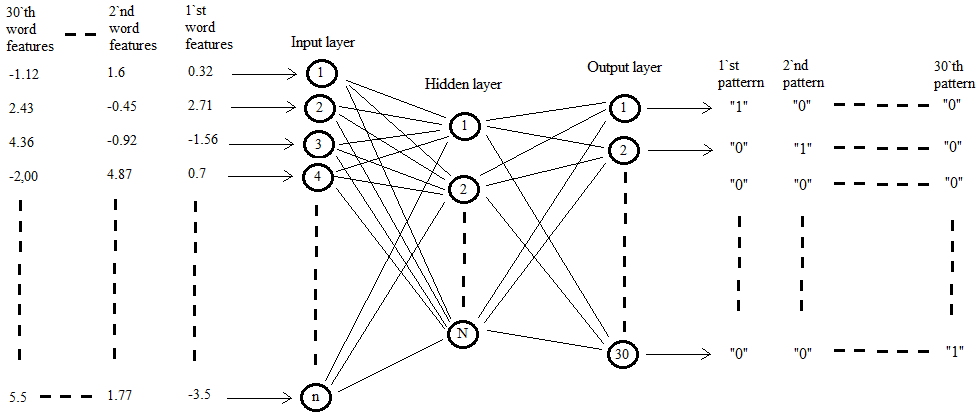 30`th word features
2`nd word features
1`st word features
Input layer
Hidden layer
Output layer
1`st patterrn
2`nd pattern
30`th pattern
-1.12 1.6 0.32 1 1 "1" "0" "0"
2.43 -0.45 2.71 2 1 2 "0" "1" "0"
4.36 -0.92 -1.56 3 "0" "0" "0"
-2,00 4.87 0.7 4 2
N
30 "0" "0" "1"
5.5 1.77 -3.5 n